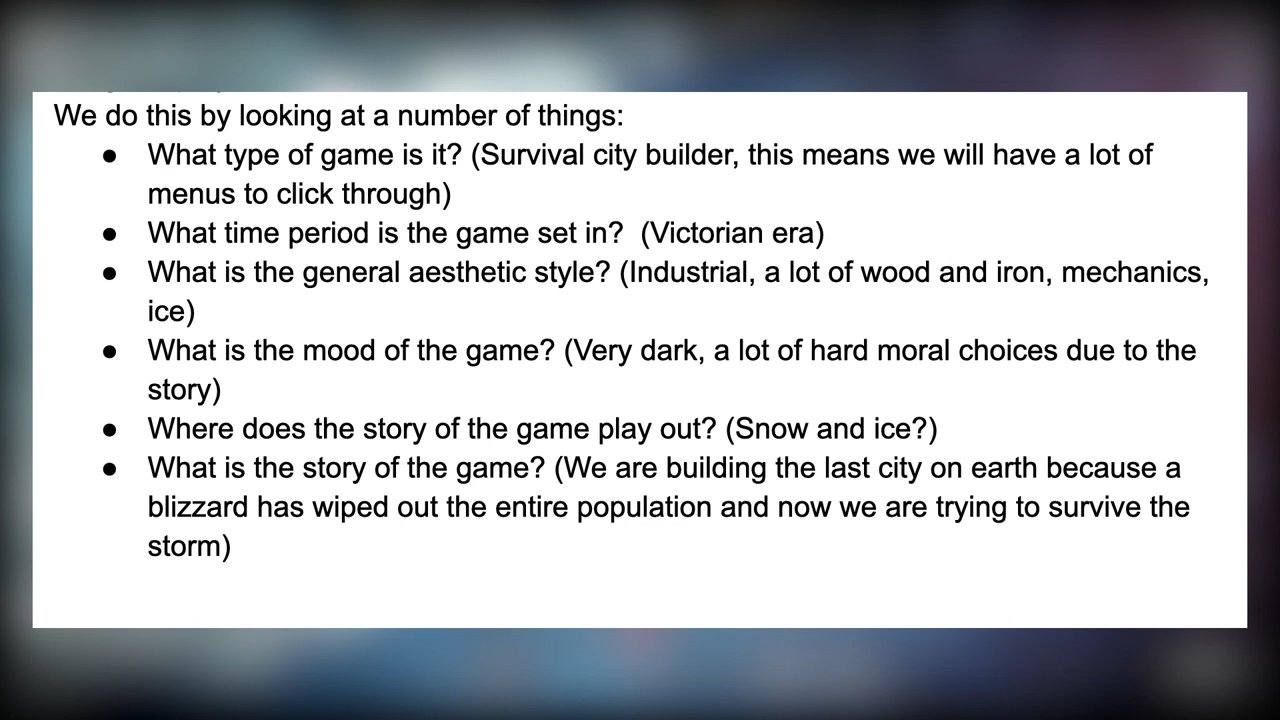 We do this by looking at a number of things:
● What type of game is it? (Survival city builder, this means we will have a lot of
menus to click through)
● What time period is the game set in?  (Victorian era)
● What is the general aesthetic style? (Industrial, a lot of wood and iron, mechanics,
ice)
● What is the mood of the game? (Very dark, a lot of hard moral choices due to the
story)
● Where does the story of the game play out? (Snow and ice?)
● What is the story of the game? (We are building the last city on earth because a
blizzard has wiped out the entire population and now we are trying to survive the
storm)